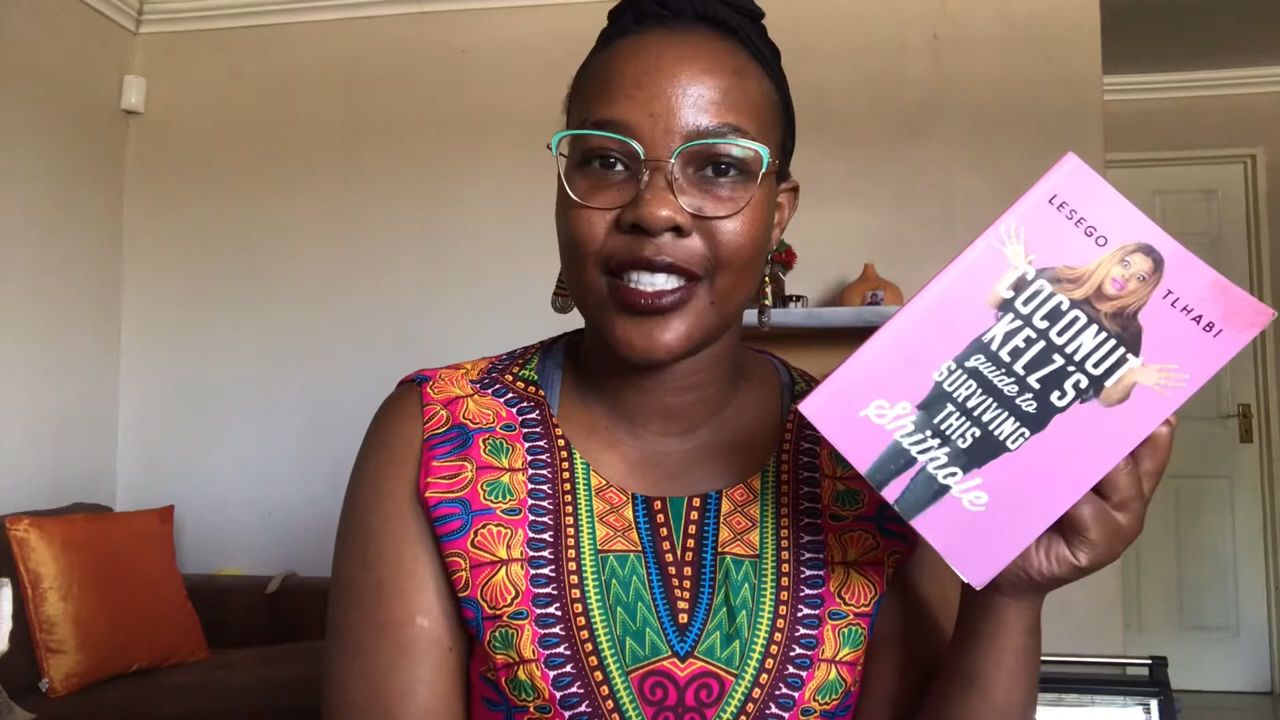 LESEGO TLHABI
COCONUT
KELZ'S
guide to
SURVIVING
THIS
Shithole